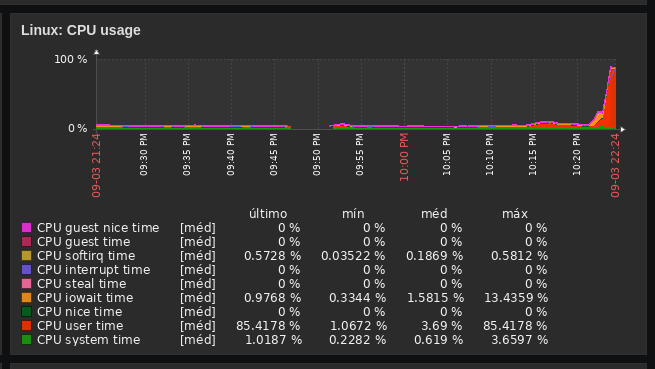 Linux: CPU usage
100 %
0 %
09-03 21:24
09:30 PM
09:35 PM
09:40 PM
09:45 PM
09:50 PM
09:55 PM
10:00 PM
10:05 PM
10:10 PM
10:15 PM
10:20 PM
09-03 22:24
último mín méd máx
CPU guest nice time [méd] 0 % 0 % 0 % 0 %
CPU guest time [méd] 0 % 0 % 0 % 0 %
CPU softirq time [méd] 0.5728 % 0.03522 % 0.1869 % 0.5812 %
CPU interrupt time [méd] 0 % 0 % 0 % 0 %
CPU steal time [méd] 0 % 0 % 0 % 0 %
CPU iowait time [méd] 0.9768 % 0.3344 % 1.5815 % 13.4359 %
CPU nice time [méd] 0 % 0 % 0 % 0 %
CPU user time [méd] 85.4178 % 1.0672 % 3.69 % 85.4178 %
CPU system time [méd] 1.0187 % 0.2282 % 0.619 % 3.6597 %